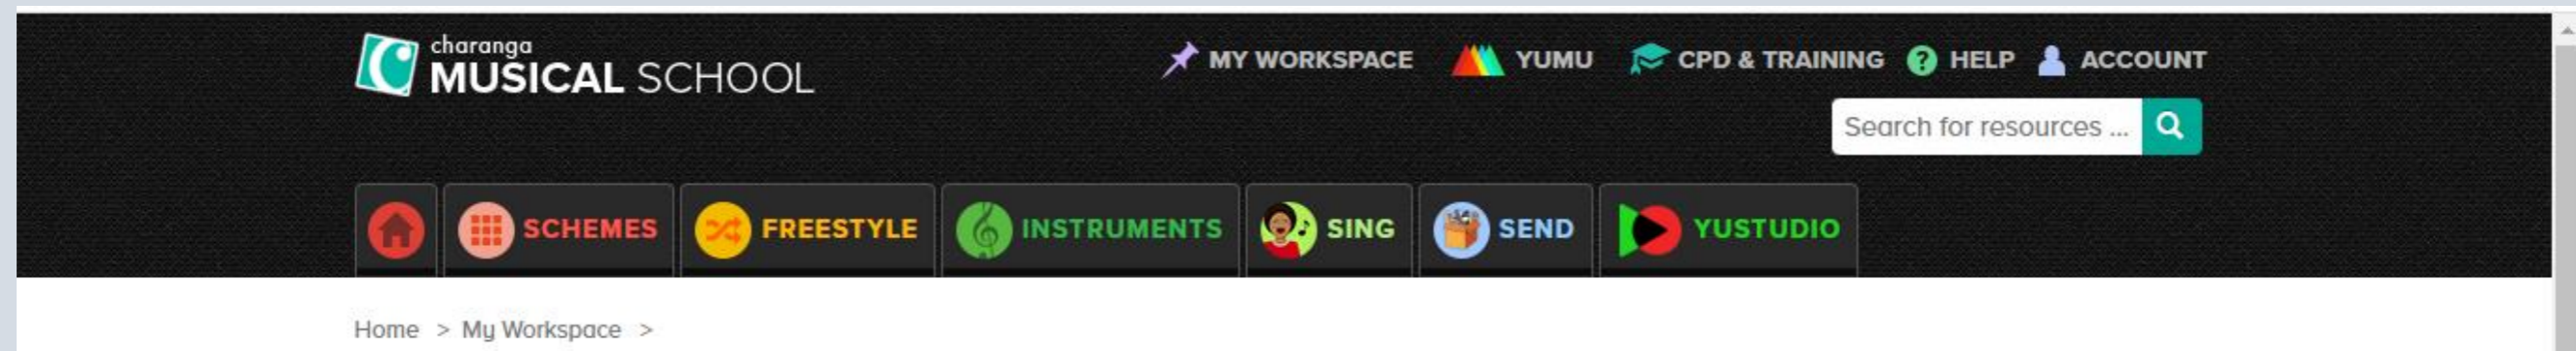 charanga
MUSICAL SCHOOL
MY WORKSPACE YUMU CPD & TRAINING ? HELP ACCOUNT
Search for resources ...
SCHEMES FREESTYLE INSTRUMENTS SING SEND YUSTUDIO
Home > My Workspace >